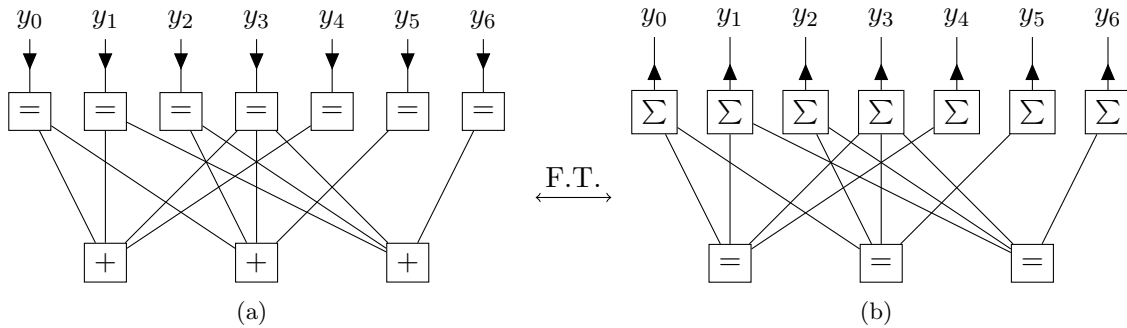 y₀ y₁ y₂ y₃ y₄ y₅ y₆ y₀ y₁ y₂ y₃ y₄ y₅ y₆
= = = = = = = Σ Σ Σ Σ Σ Σ Σ
F.T.
+ + + = = =
(a) (b)